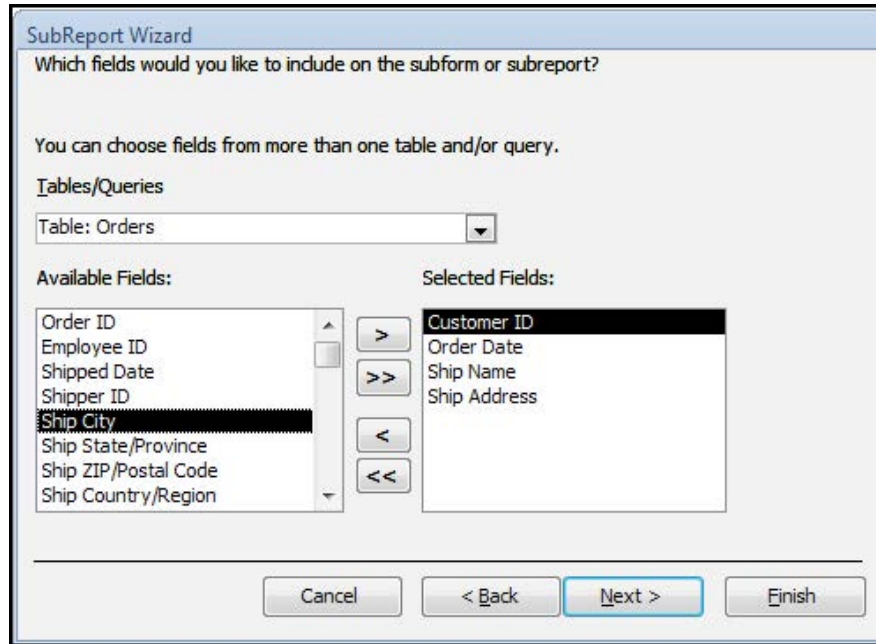 SubReport Wizard
Which fields would you like to include on the subform or subreport?
You can choose fields from more than one table and/or query.
Tables/Queries
Table: Orders
Available Fields:
Selected Fields:
Order ID
Employee ID
Shipped Date
Shipper ID
Ship City
Ship State/Province
Ship ZIP/Postal Code
Ship Country/Region
>
>>
<
<<
Customer ID
Order Date
Ship Name
Ship Address
Cancel
< Back
Next >
Finish